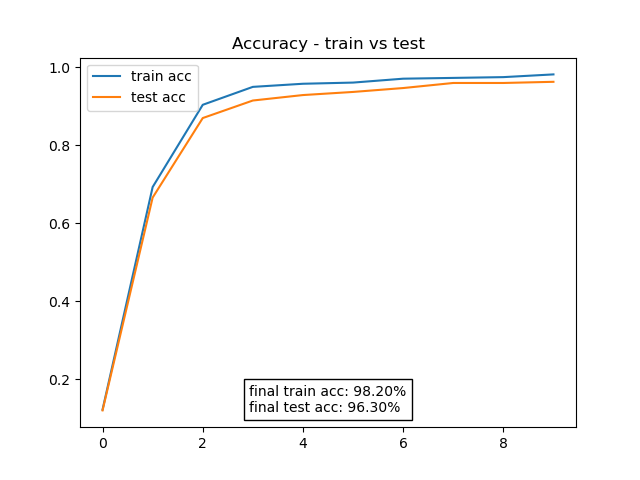 Accuracy - train vs test
1.0
train acc
test acc
0.8
0.6
0.4
0.2
final train acc: 98.20%
final test acc: 96.30%
0 2 4 6 8